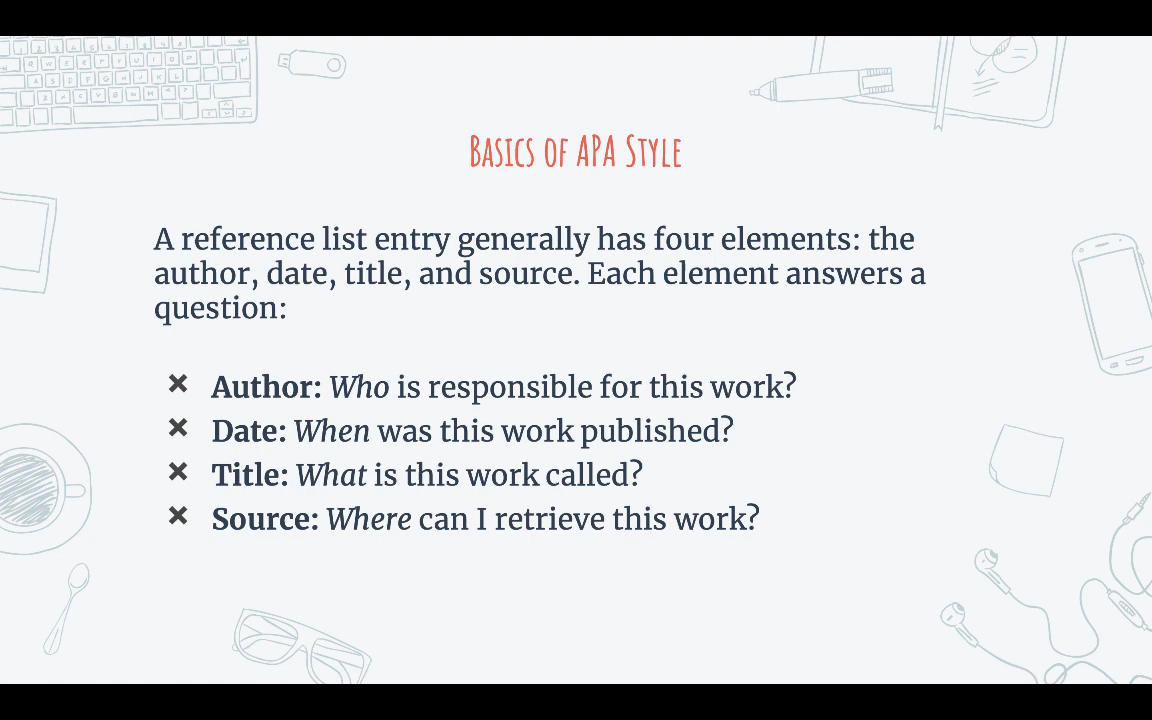 Basics of APA Style
A reference list entry generally has four elements: the
author, date, title, and source. Each element answers a
question:
✖ Author: Who is responsible for this work?
✖ Date: When was this work published?
✖ Title: What is this work called?
✖ Source: Where can I retrieve this work?